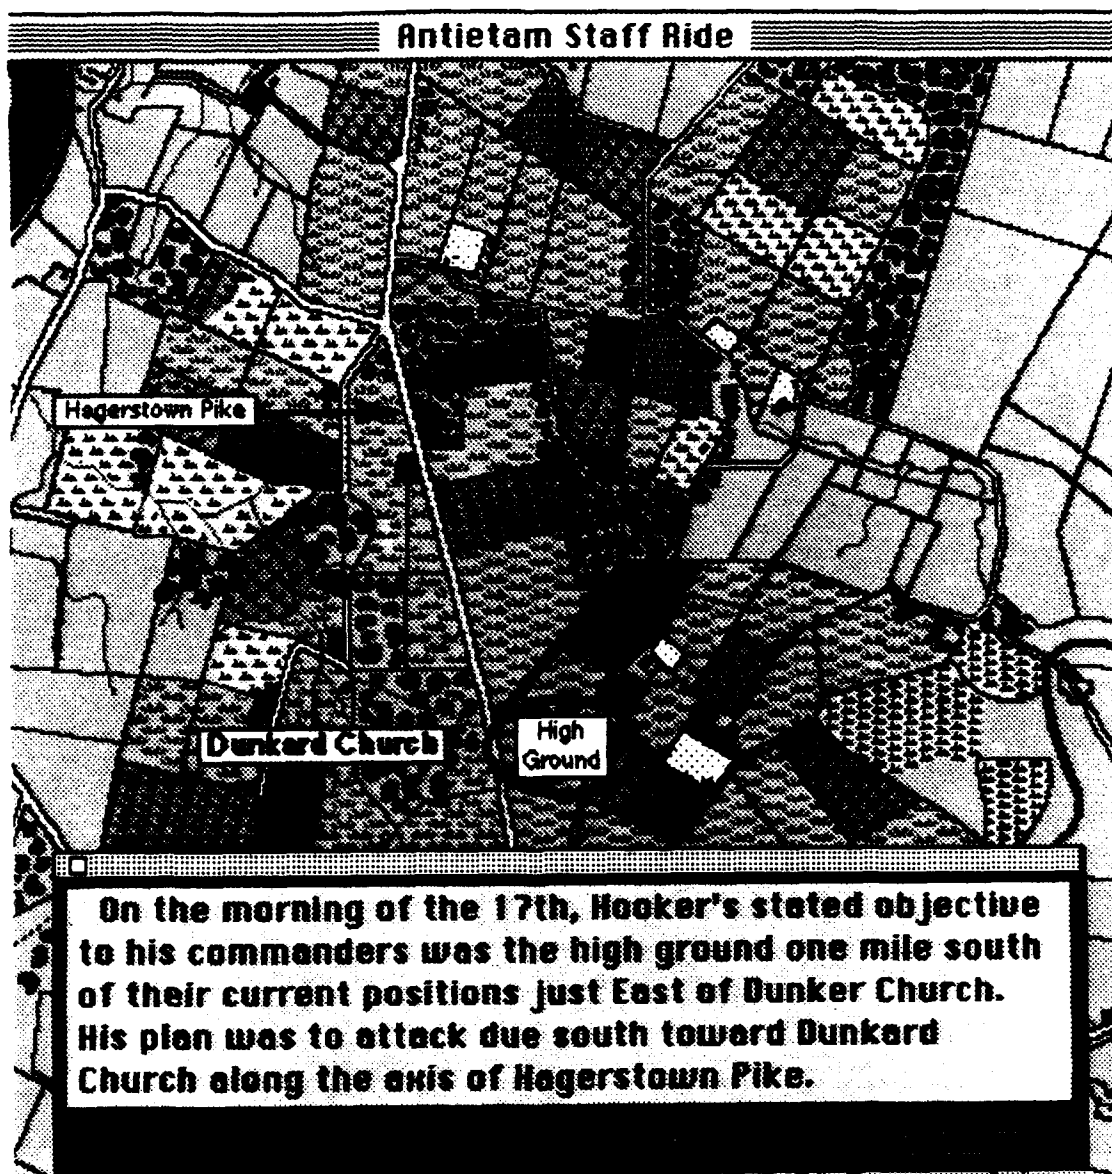 Antietam Staff Ride
Hagerstown Pike
Dunkard Church
High
Ground
On the morning of the 17th, Hooker's stated objective
to his commanders was the high ground one mile south
of their current positions just East of Dunker Church.
His plan was to attack due south toward Dunkard
Church along the axis of Hagerstown Pike.